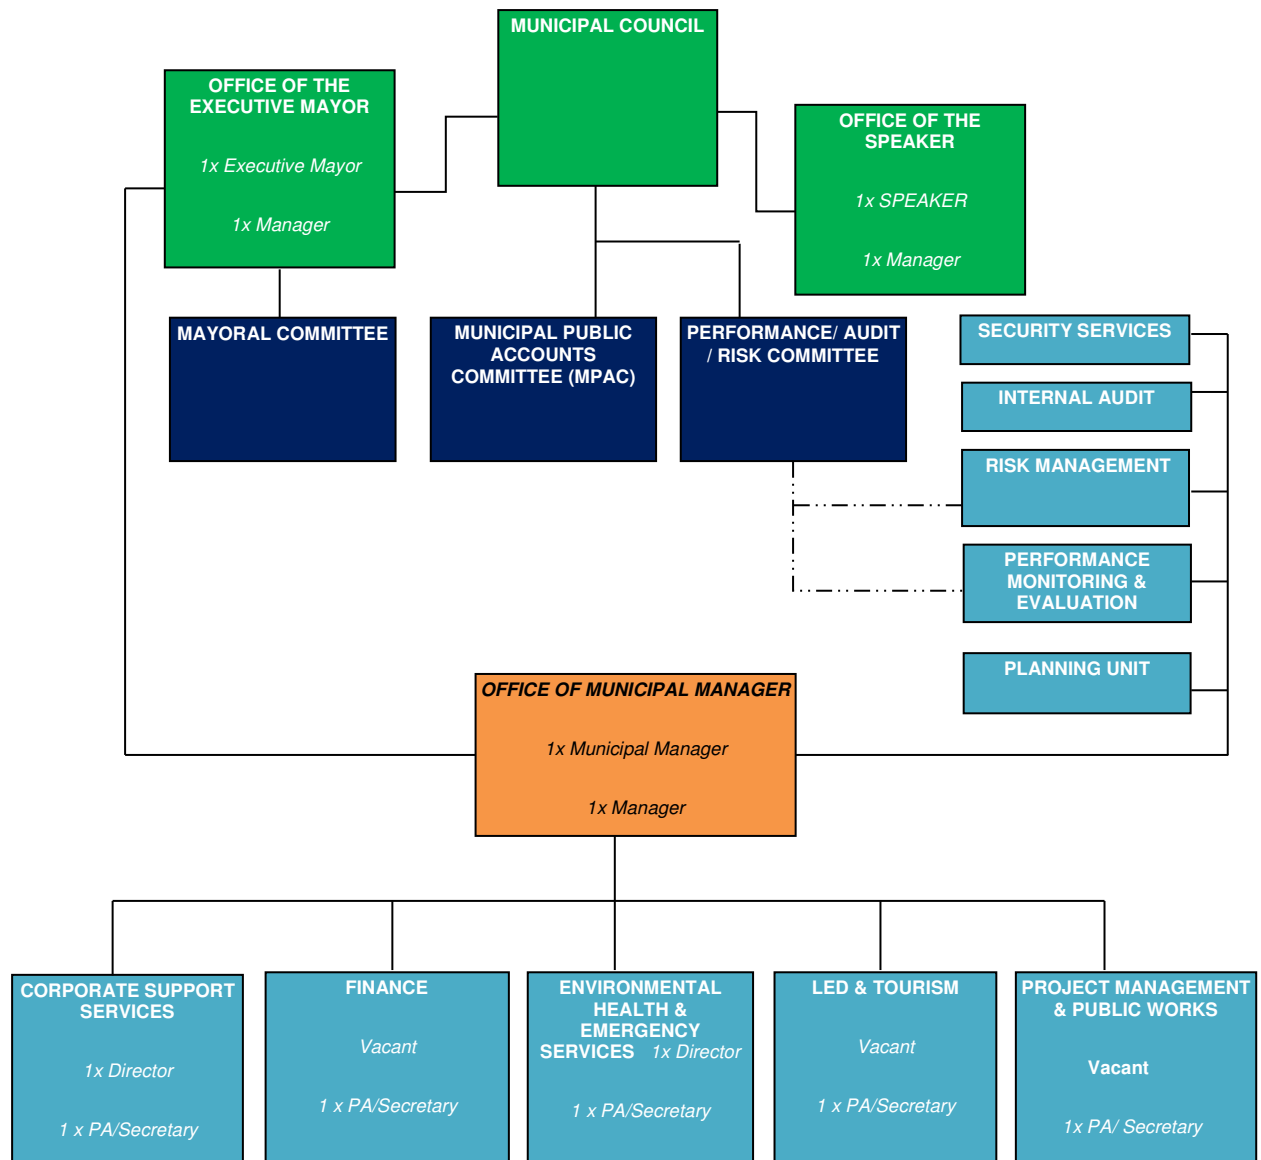 MUNICIPAL COUNCIL
OFFICE OF THE
EXECUTIVE MAYOR
1x Executive Mayor
1x Manager
OFFICE OF THE
SPEAKER
1x SPEAKER
1x Manager
MAYORAL COMMITTEE
MUNICIPAL PUBLIC
ACCOUNTS
COMMITTEE (MPAC)
PERFORMANCE/ AUDIT
/ RISK COMMITTEE
SECURITY SERVICES
INTERNAL AUDIT
RISK MANAGEMENT
PERFORMANCE
MONITORING &
EVALUATION
PLANNING UNIT
OFFICE OF MUNICIPAL MANAGER
1x Municipal Manager
1x Manager
CORPORATE SUPPORT
SERVICES
1x Director
1 x PA/Secretary
FINANCE
Vacant
1 x PA/Secretary
ENVIRONMENTAL
HEALTH &
EMERGENCY
SERVICES 1x Director
1 x PA/Secretary
LED & TOURISM
Vacant
1 x PA/Secretary
PROJECT MANAGEMENT
& PUBLIC WORKS
Vacant
1x PA/ Secretary